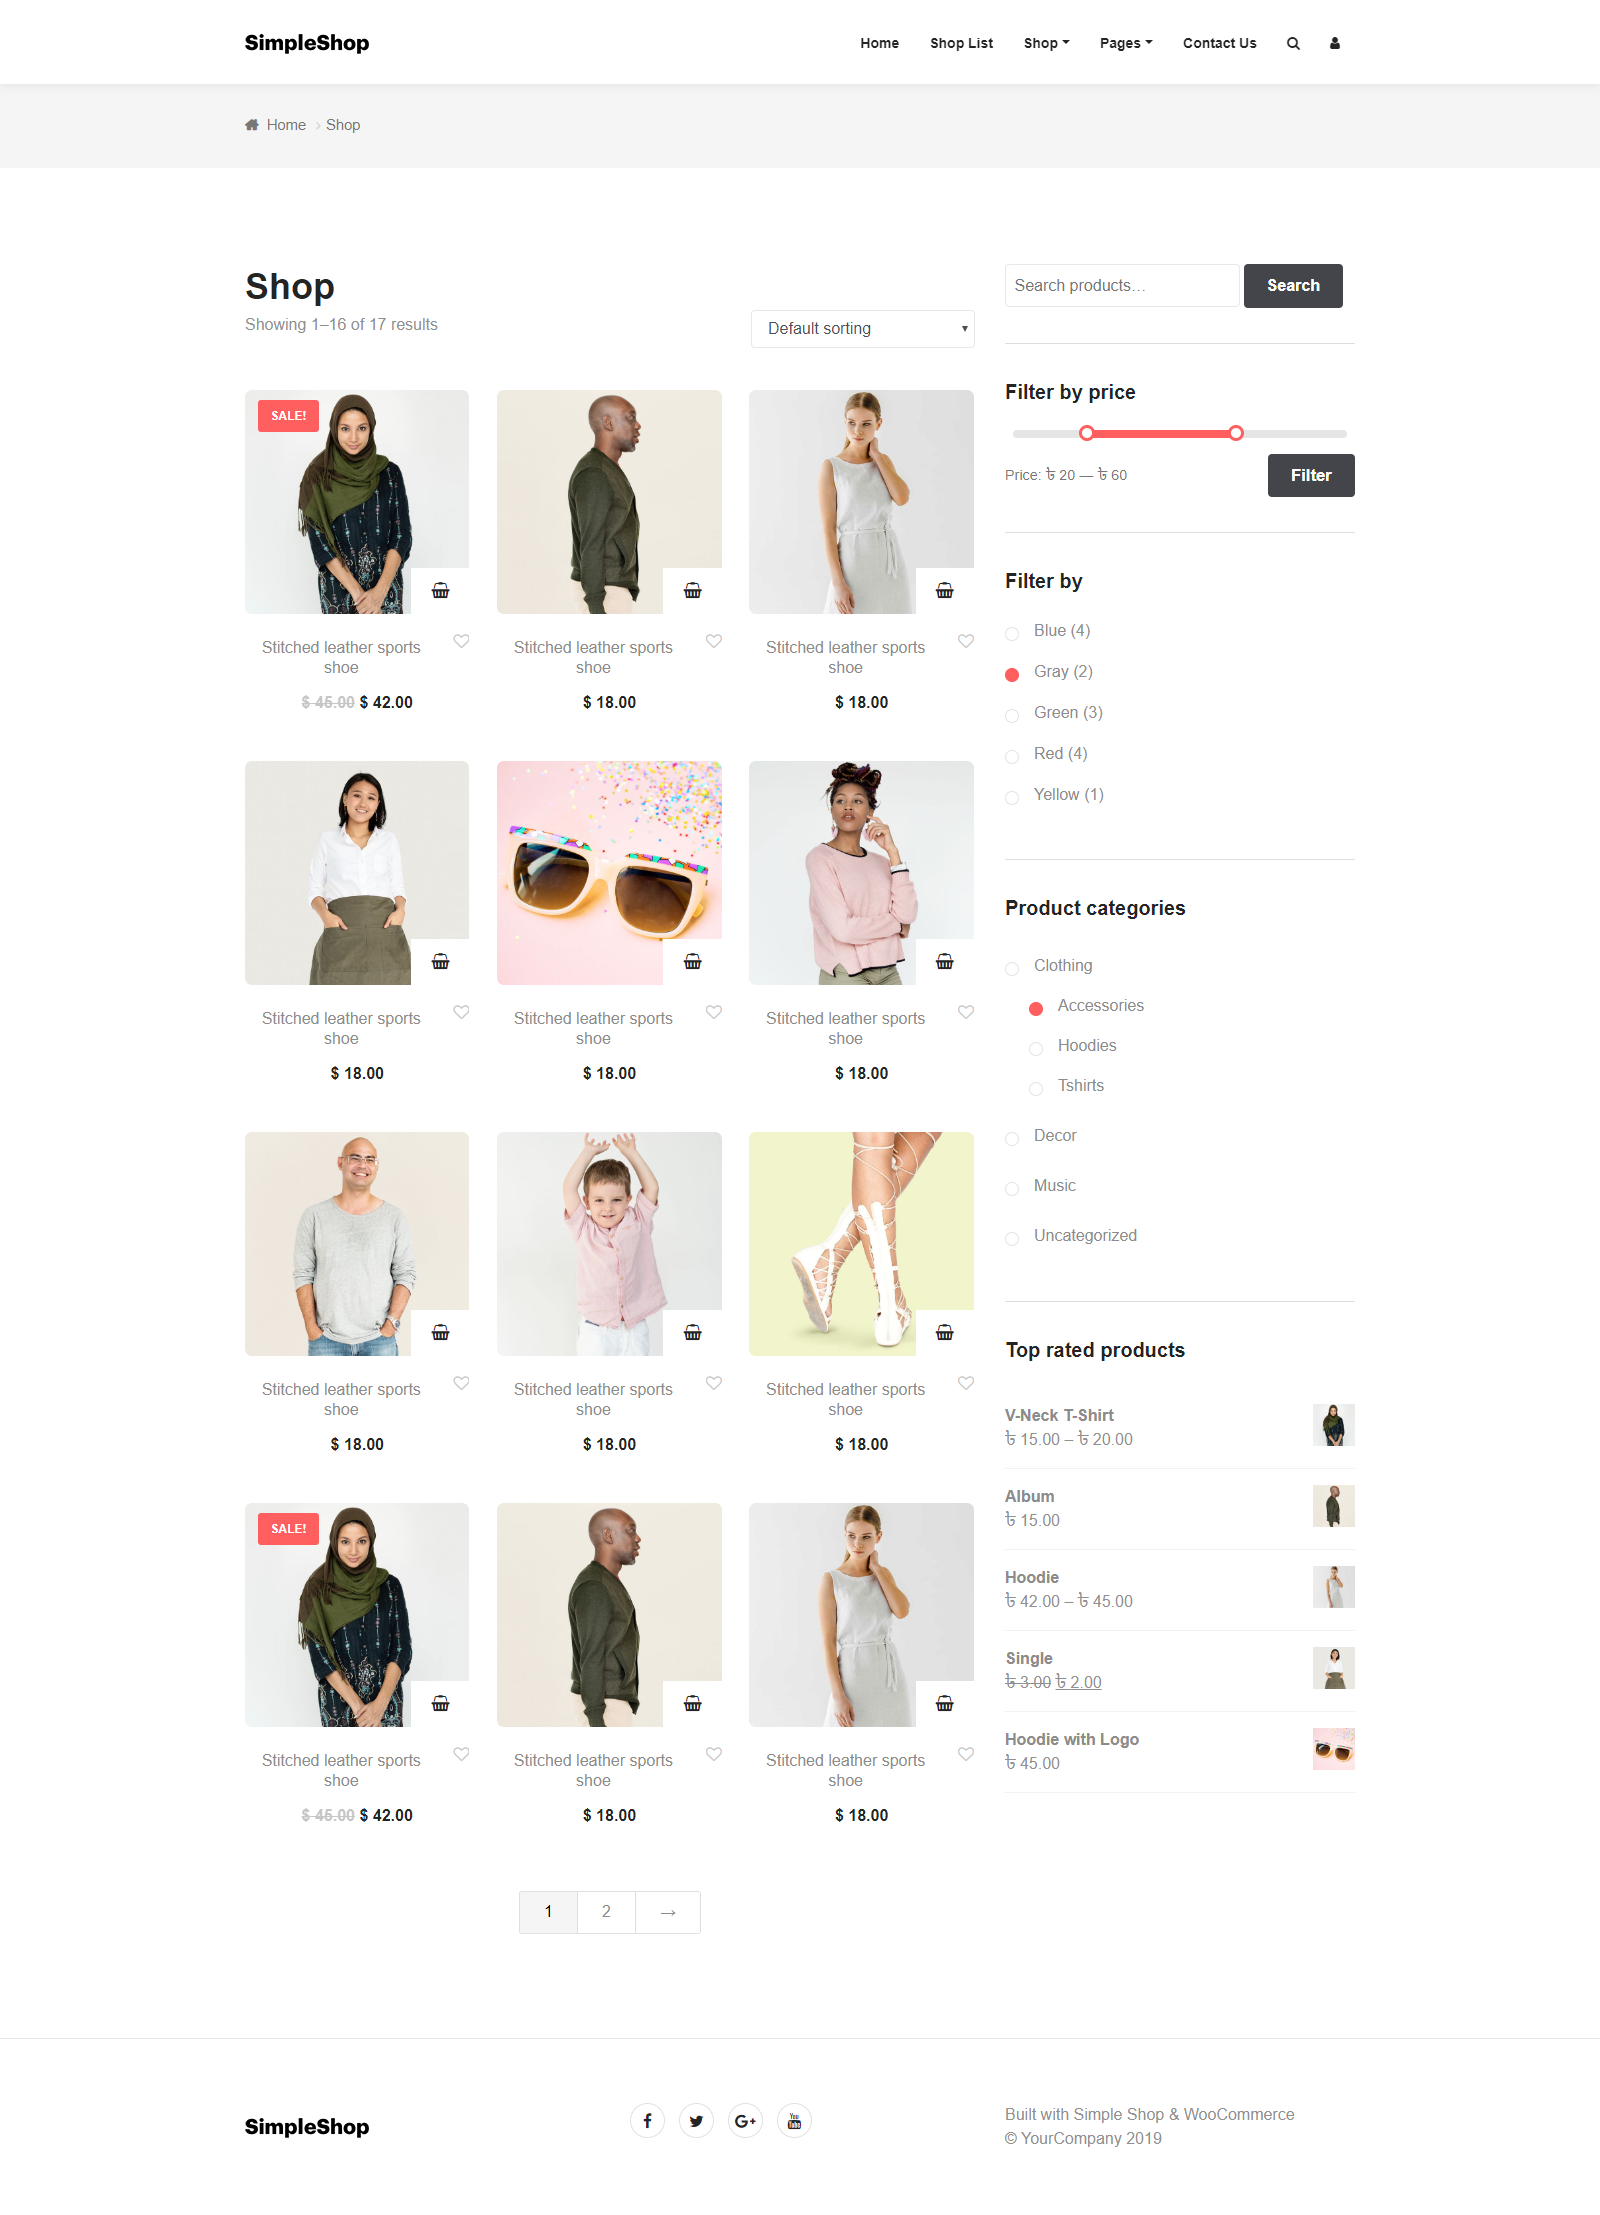 SimpleShop
Home Shop List Shop Pages Contact Us
Home › Shop
Shop
Showing 1–16 of 17 results
Default sorting
SALE!
Stitched leather sports
shoe
$ 45.00 $ 42.00
Stitched leather sports
shoe
$ 18.00
Stitched leather sports
shoe
$ 18.00
Stitched leather sports
shoe
$ 18.00
Stitched leather sports
shoe
$ 18.00
Stitched leather sports
shoe
$ 18.00
Stitched leather sports
shoe
$ 18.00
Stitched leather sports
shoe
$ 18.00
Stitched leather sports
shoe
$ 18.00
SALE!
Stitched leather sports
shoe
$ 45.00 $ 42.00
Stitched leather sports
shoe
$ 18.00
Stitched leather sports
shoe
$ 18.00
1 2 →
Search products…
Search
Filter by price
Price: ৳ 20 — ৳ 60
Filter
Filter by
Blue (4)
Gray (2)
Green (3)
Red (4)
Yellow (1)
Product categories
Clothing
Accessories
Hoodies
Tshirts
Decor
Music
Uncategorized
Top rated products
V-Neck T-Shirt
৳ 15.00 – ৳ 20.00
Album
৳ 15.00
Hoodie
৳ 42.00 – ৳ 45.00
Single
৳ 3.00 ৳ 2.00
Hoodie with Logo
৳ 45.00
SimpleShop
G+
You
Tube
Built with Simple Shop & WooCommerce
© YourCompany 2019